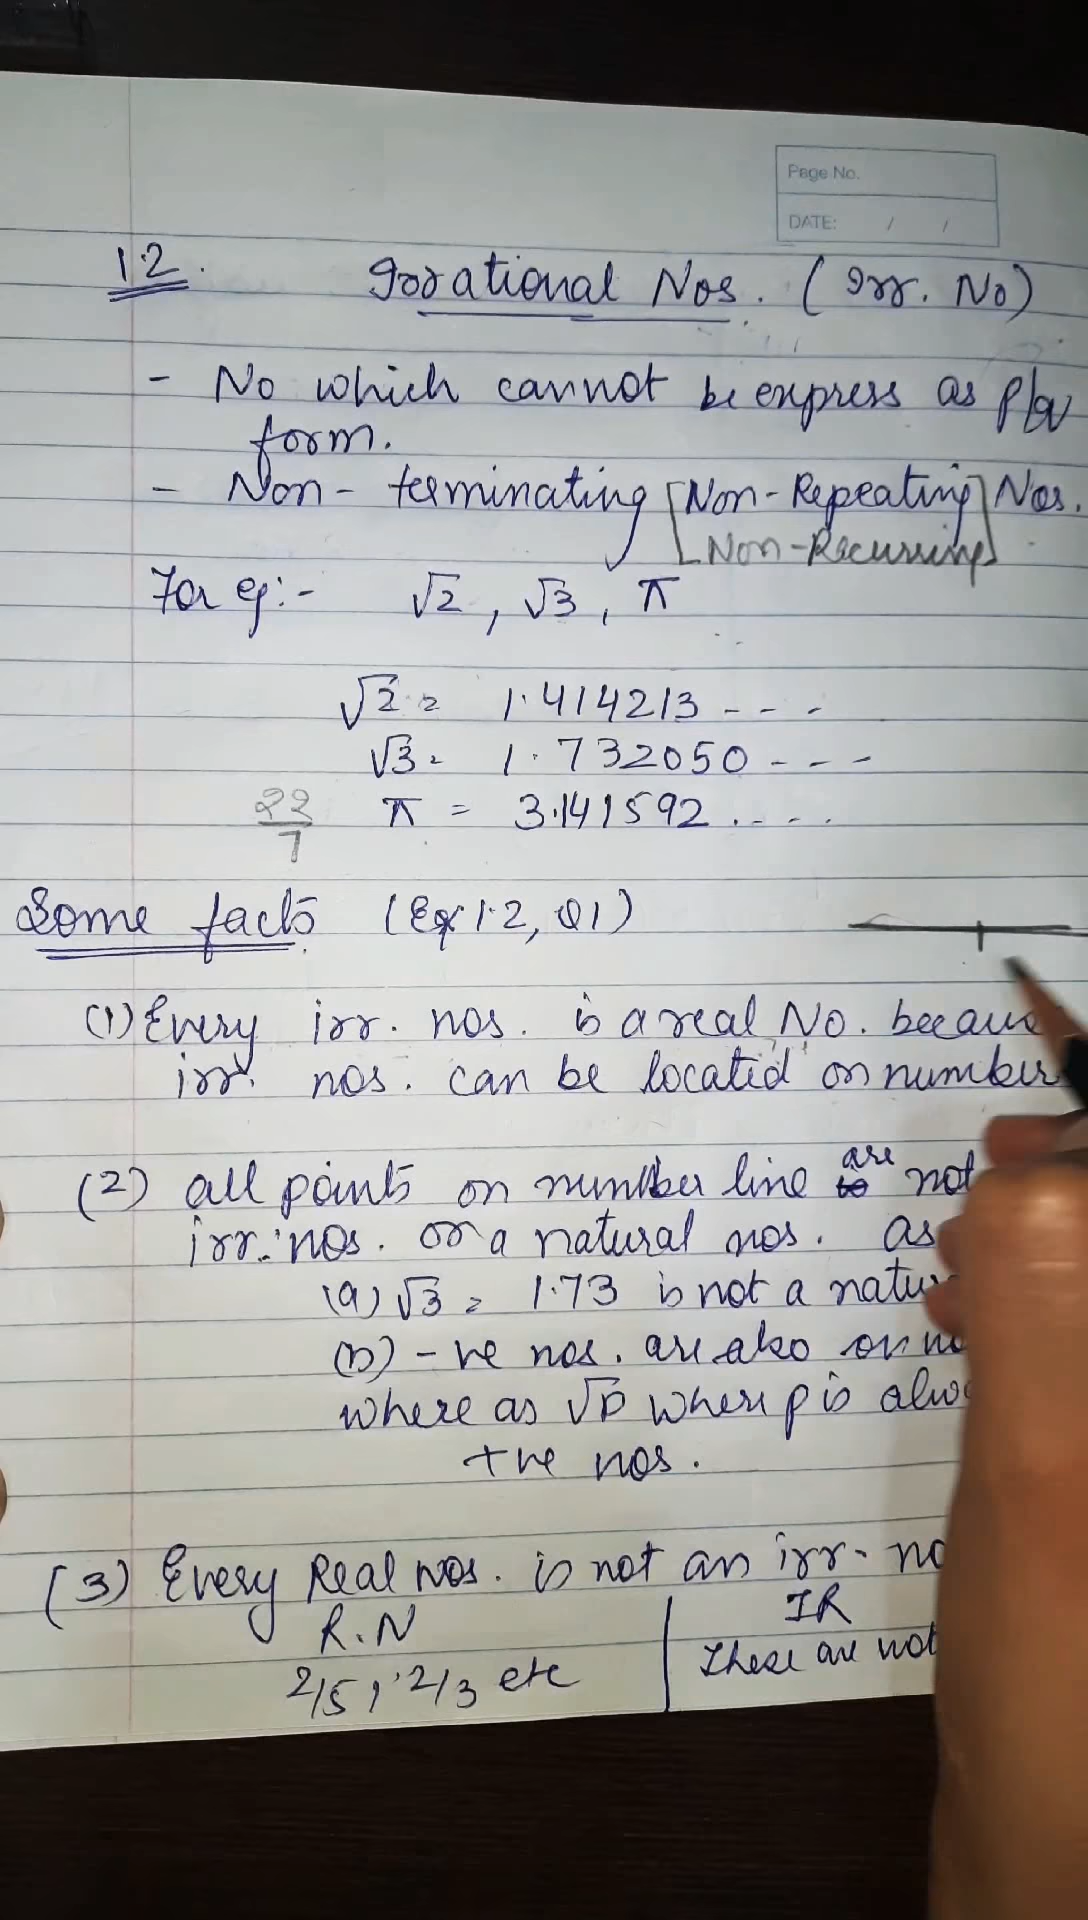 Page No.
DATE: / /
1.2. Irrational Nos. (Irr. No)
- No which cannot be express as p/q
form.
- Non-terminating [Non-Repeating] Nos.
[Non-Recurring]
For eg:- √2, √3, π
√2 = 1.414213 - - -
√3 = 1.732050 - - -
22/7 π = 3.141592 . . . .
Some facts (Ex 1.2, Q1)
(1) Every irr. nos. is a real No.
irr. nos. can be located on number
(2) all points on number line are not
irr. nos. or a natural nos. as
(a) √3 = 1.73 is not a
(b) -ve nos. are also on
where as √p where p is
+ve nos.
(3) Every Real nos. is not an irr-
R.N | IR
2/5, 2/3 etc | These are not